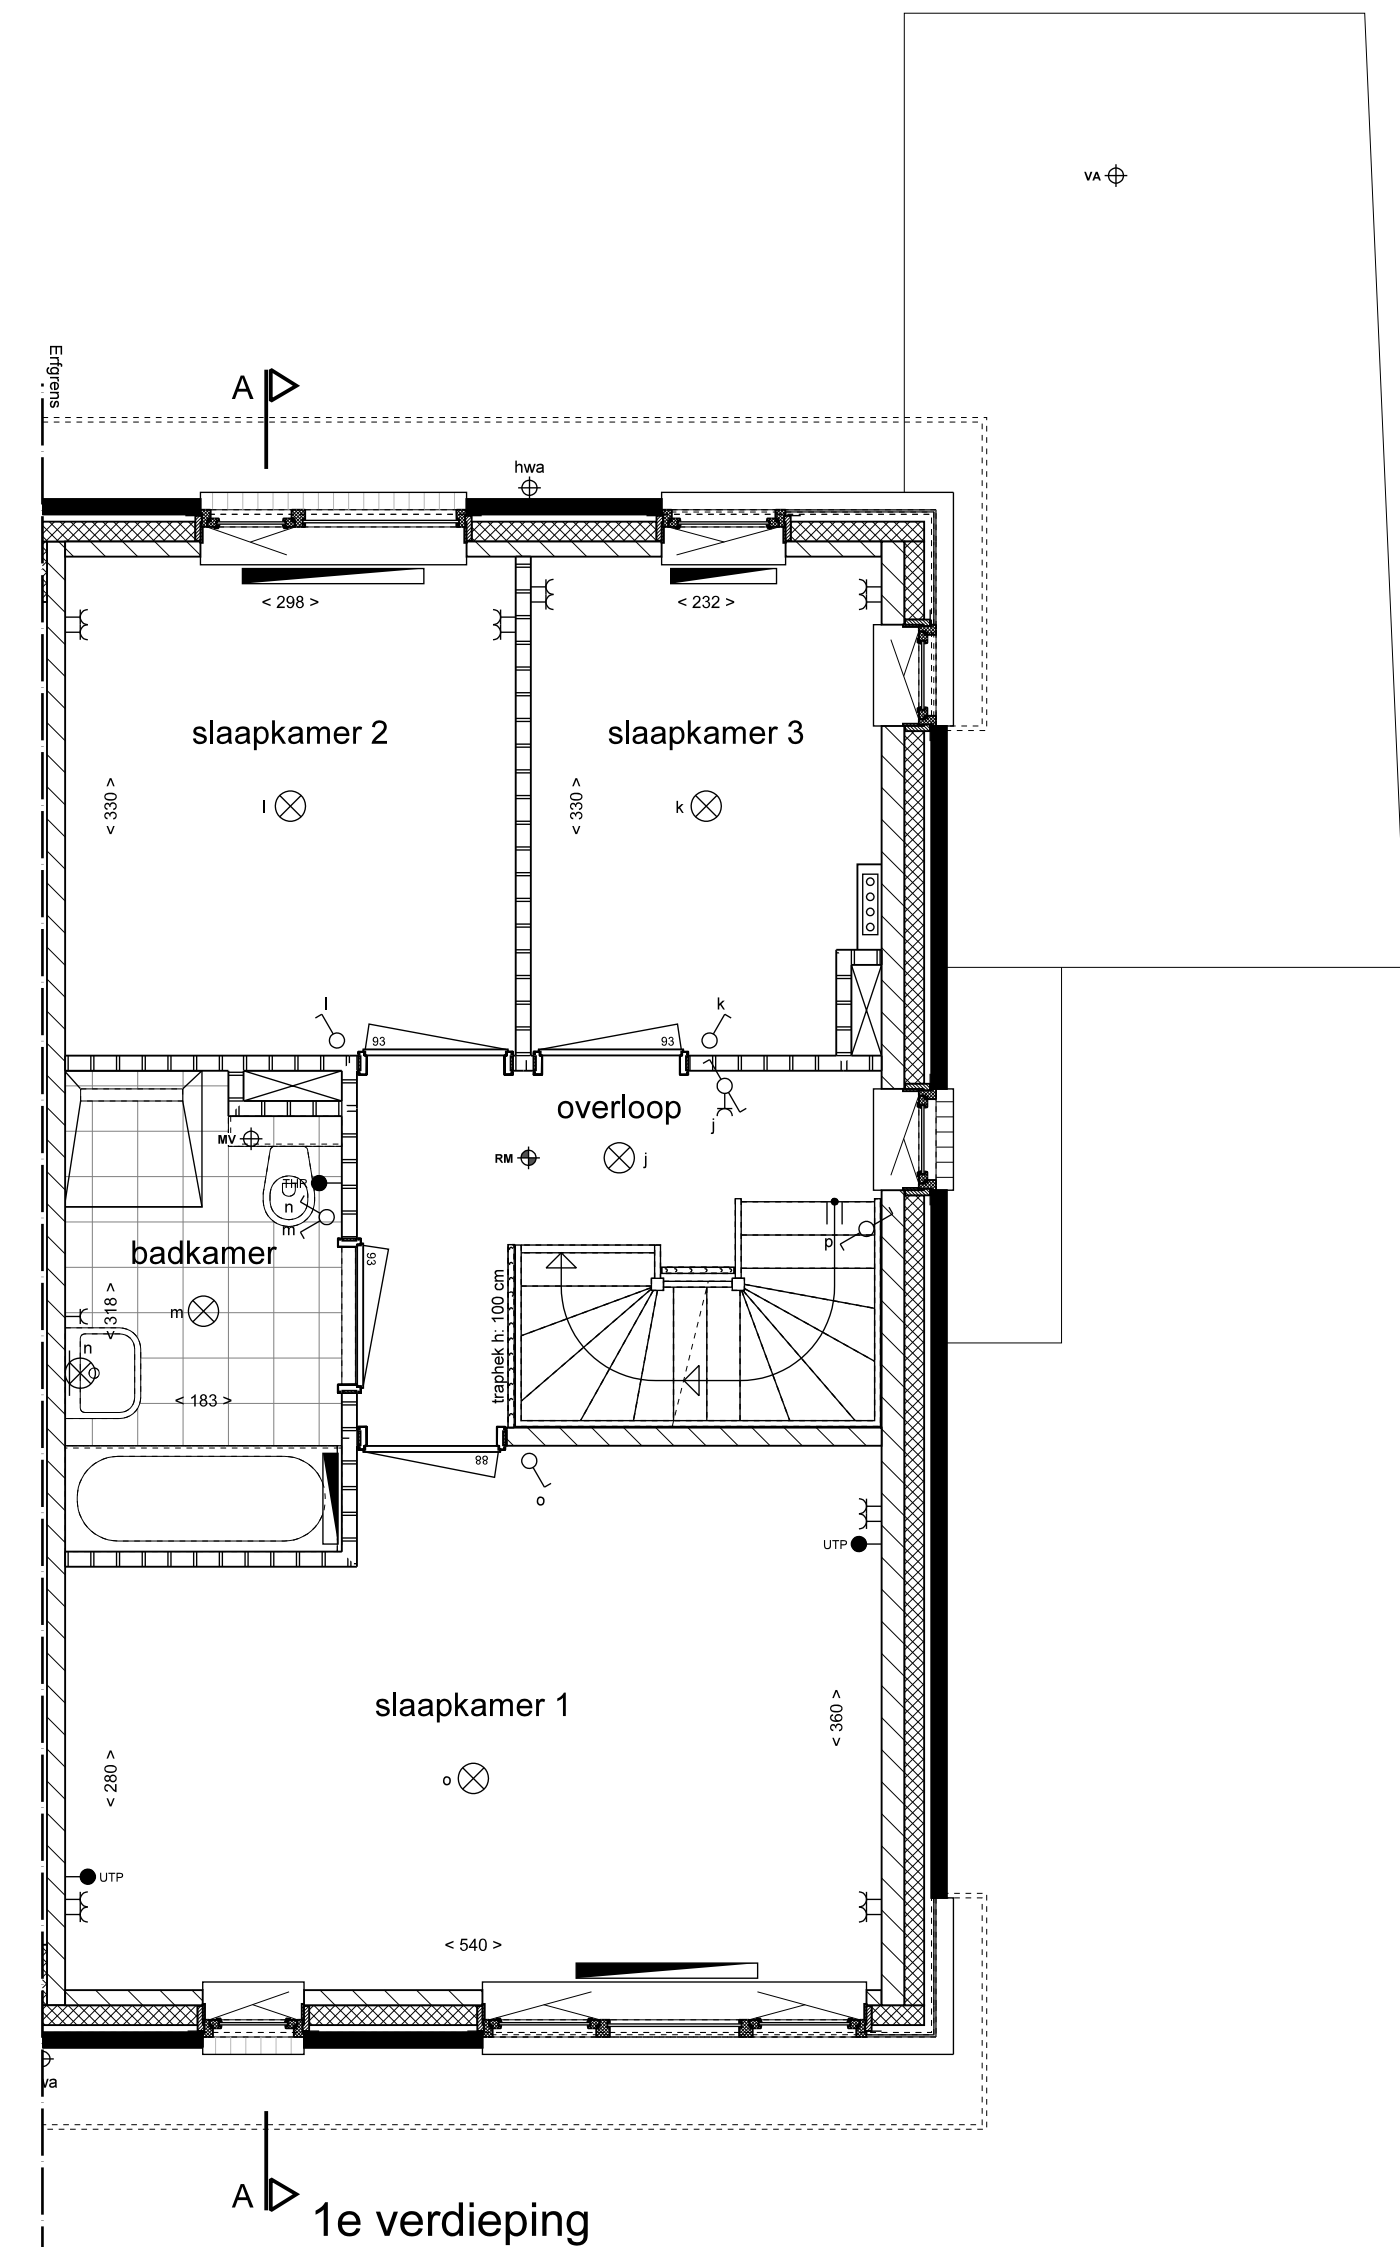 VA
Erfgrens
A
hwa
< 298 >
< 232 >
slaapkamer 2
slaapkamer 3
< 330 >
l
< 330 >
k
l
k
93
93
overloop
j
MV
RM
j
THP
n
m
p
badkamer
93
< 318 >
m
traphek h: 100 cm
n
< 183 >
88
o
UTP
slaapkamer 1
< 360 >
< 280 >
o
UTP
< 540 >
va
A
1e verdieping